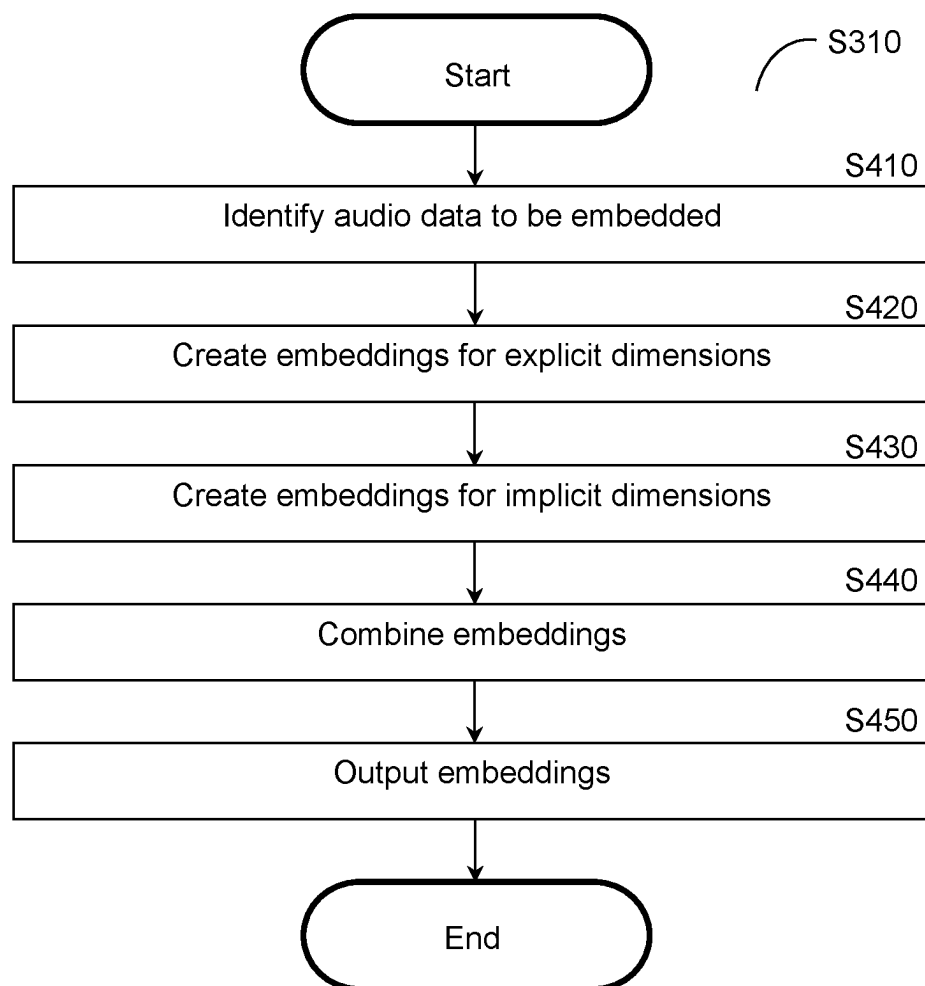 Start
S310
S410
Identify audio data to be embedded
S420
Create embeddings for explicit dimensions
S430
Create embeddings for implicit dimensions
S440
Combine embeddings
S450
Output embeddings
End